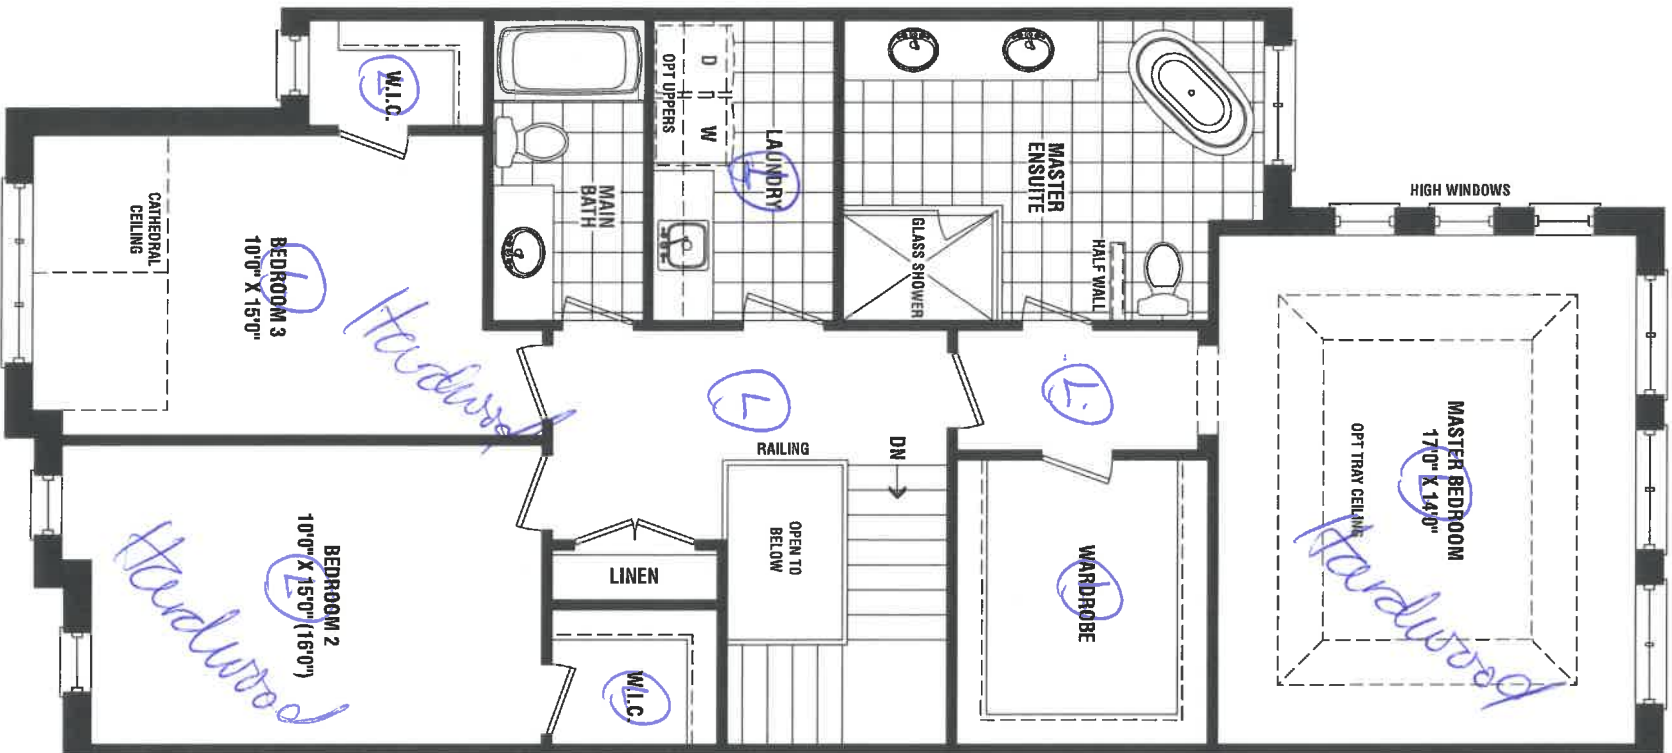 W.I.C.
L
D
W
OPT UPPERS
LAUNDRY
L
MAIN
BATH
MASTER
ENSUITE
GLASS SHOWER
HALF WALL
HIGH WINDOWS
CATHEDRAL
CEILING
BEDROOM 3
10'0" X 15'0"
L
Hardwood
L
L
RAILING
DN
OPEN TO
BELOW
LINEN
WARDROBE
L
MASTER BEDROOM
17'0" X 14'0"
L
OPT TRAY CEILING
Hardwood
BEDROOM 2
10'0" X 15'0" (16'0")
L
Hardwood
W.I.C.
L